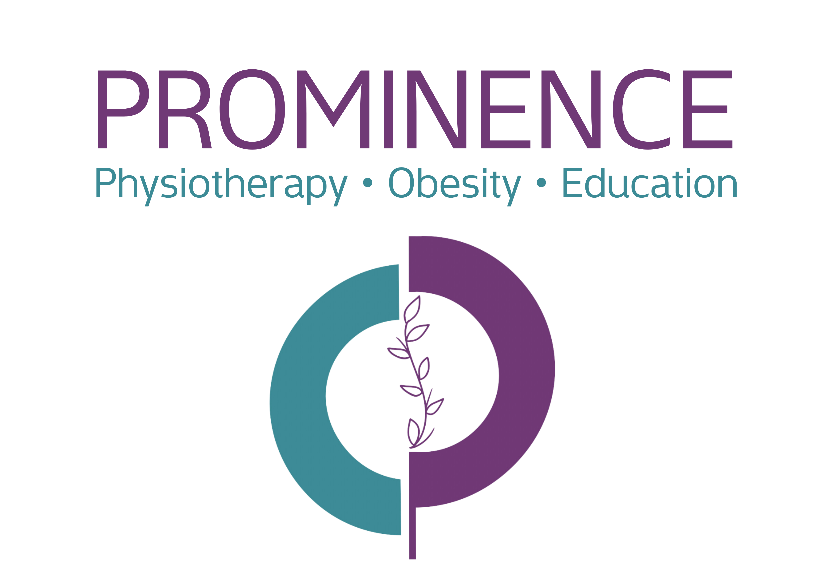 PROMINENCE
Physiotherapy • Obesity • Education